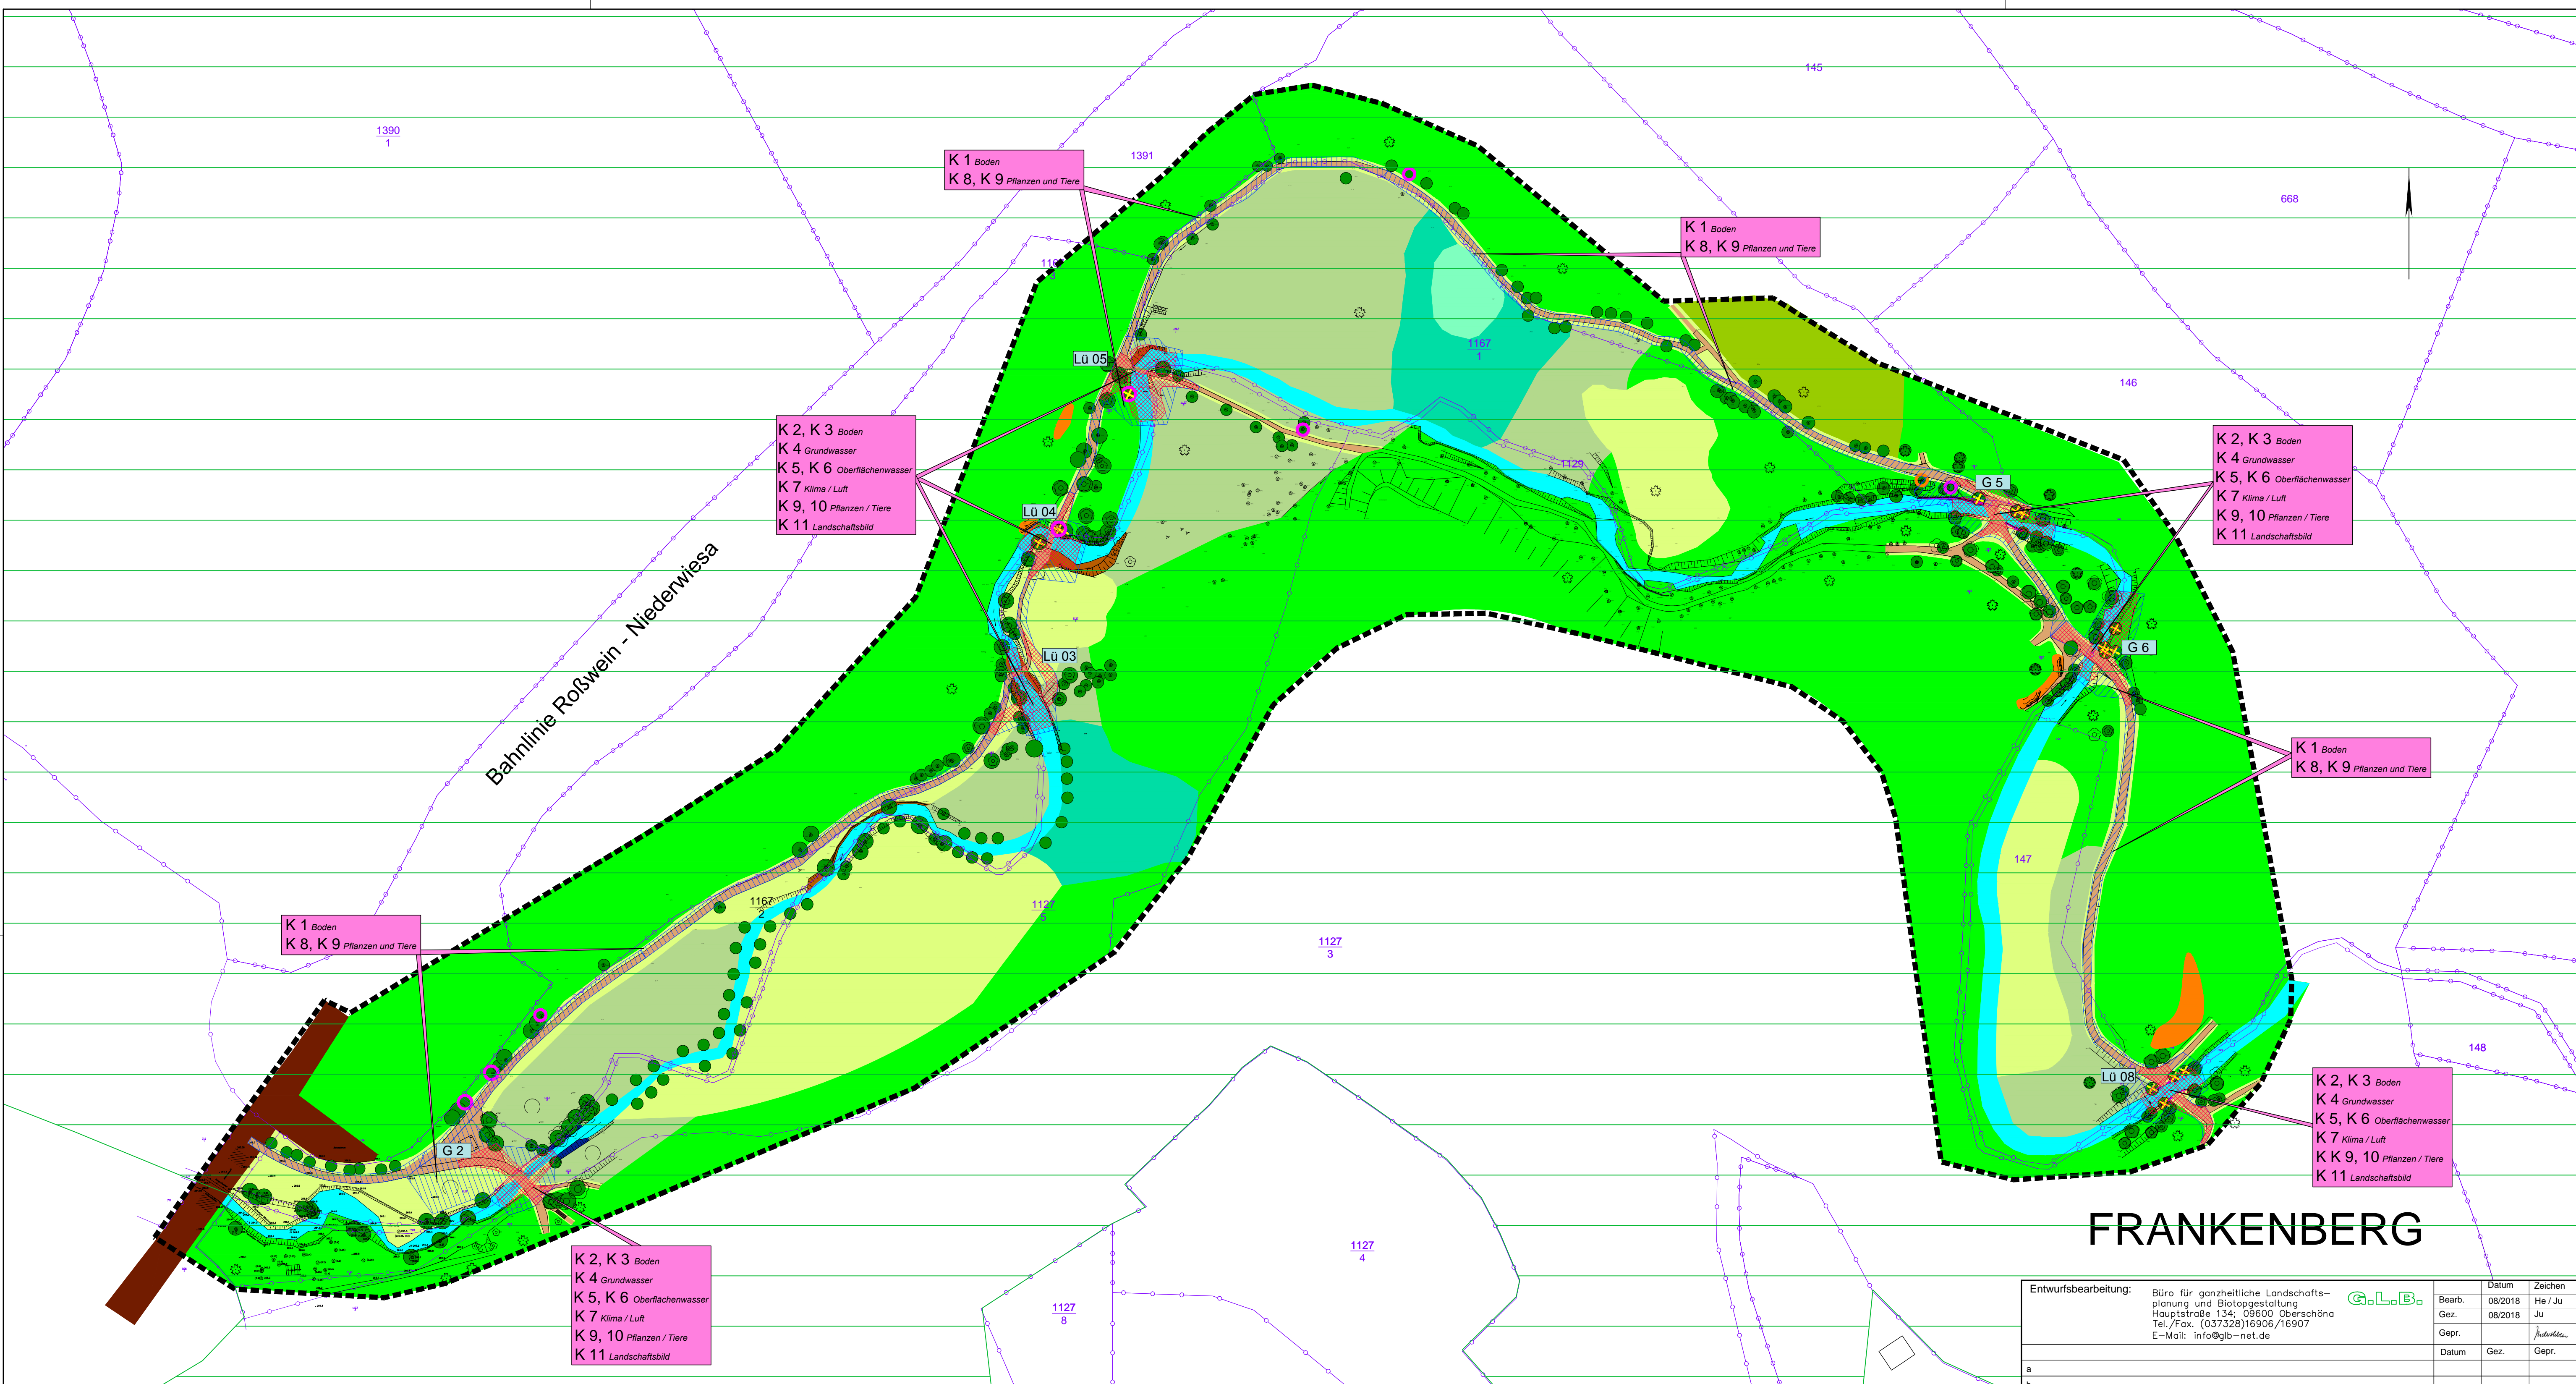 145
1390
1
1391
K 1 Boden
K 8, K 9 Pflanzen und Tiere
668
K 1 Boden
K 8, K 9 Pflanzen und Tiere
1167
1
Lü 05
146
K 2, K 3 Boden
K 4 Grundwasser
K 5, K 6 Oberflächenwasser
K 7 Klima / Luft
K 9, 10 Pflanzen / Tiere
K 11 Landschaftsbild
K 2, K 3 Boden
K 4 Grundwasser
K 5, K 6 Oberflächenwasser
K 7 Klima / Luft
K 9, 10 Pflanzen / Tiere
K 11 Landschaftsbild
1129
G 5
Lü 04
Bahnlinie Roßwein - Niederwiesa
Lü 03
G 6
K 1 Boden
K 8, K 9 Pflanzen und Tiere
147
1167
2
1127
5
1127
3
K 1 Boden
K 8, K 9 Pflanzen und Tiere
148
Lü 08
K 2, K 3 Boden
K 4 Grundwasser
K 5, K 6 Oberflächenwasser
K 7 Klima / Luft
K K 9, 10 Pflanzen / Tiere
K 11 Landschaftsbild
G 2
FRANKENBERG
1127
4
K 2, K 3 Boden
K 4 Grundwasser
K 5, K 6 Oberflächenwasser
K 7 Klima / Luft
K 9, 10 Pflanzen / Tiere
K 11 Landschaftsbild
1127
8
Entwurfsbearbeitung:
Büro für ganzheitliche Landschafts-
planung und Biotopgestaltung
Hauptstraße 134; 09600 Oberschöna
Tel./Fax. (037328)16906/16907
E-Mail: info@glb-net.de
G.L.B.
Datum Zeichen
Bearb. 08/2018 He / Ju
Gez. 08/2018 Ju
Gepr.
Datum Gez. Gepr.
a